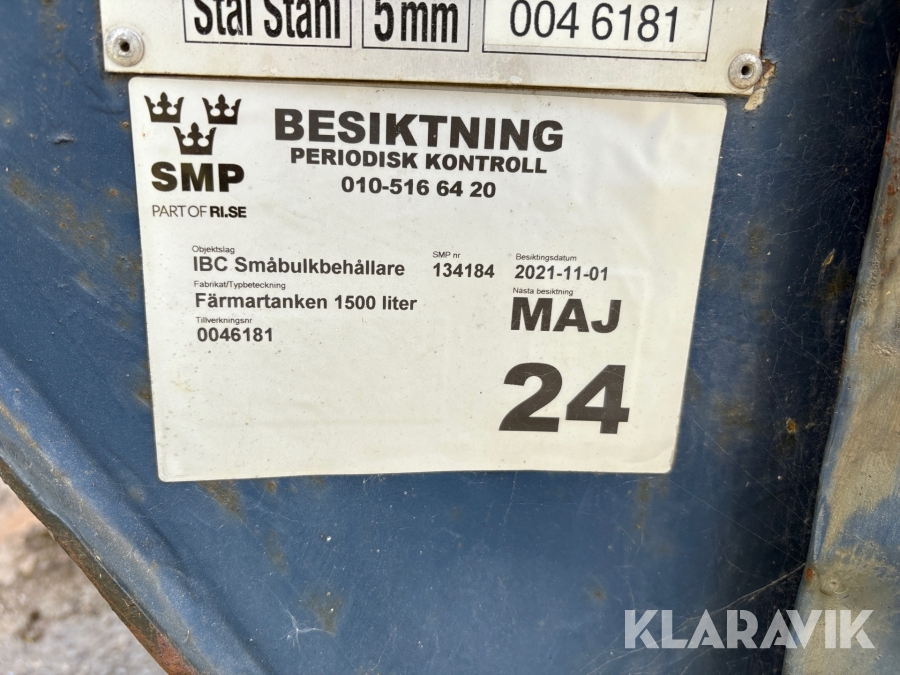 Stål Stahl 5mm 004 6181
BESIKTNING
PERIODISK KONTROLL
010-516 64 20
SMP
PART OF RI.SE
Objektslag
IBC Småbulkbehållare
SMP nr
134184
Besiktingsdatum
2021-11-01
Fabrikat/Typbeteckning
Färmartanken 1500 liter
Nästa besiktning
MAJ
24
Tillverkningsnr
0046181
KLARAVIK